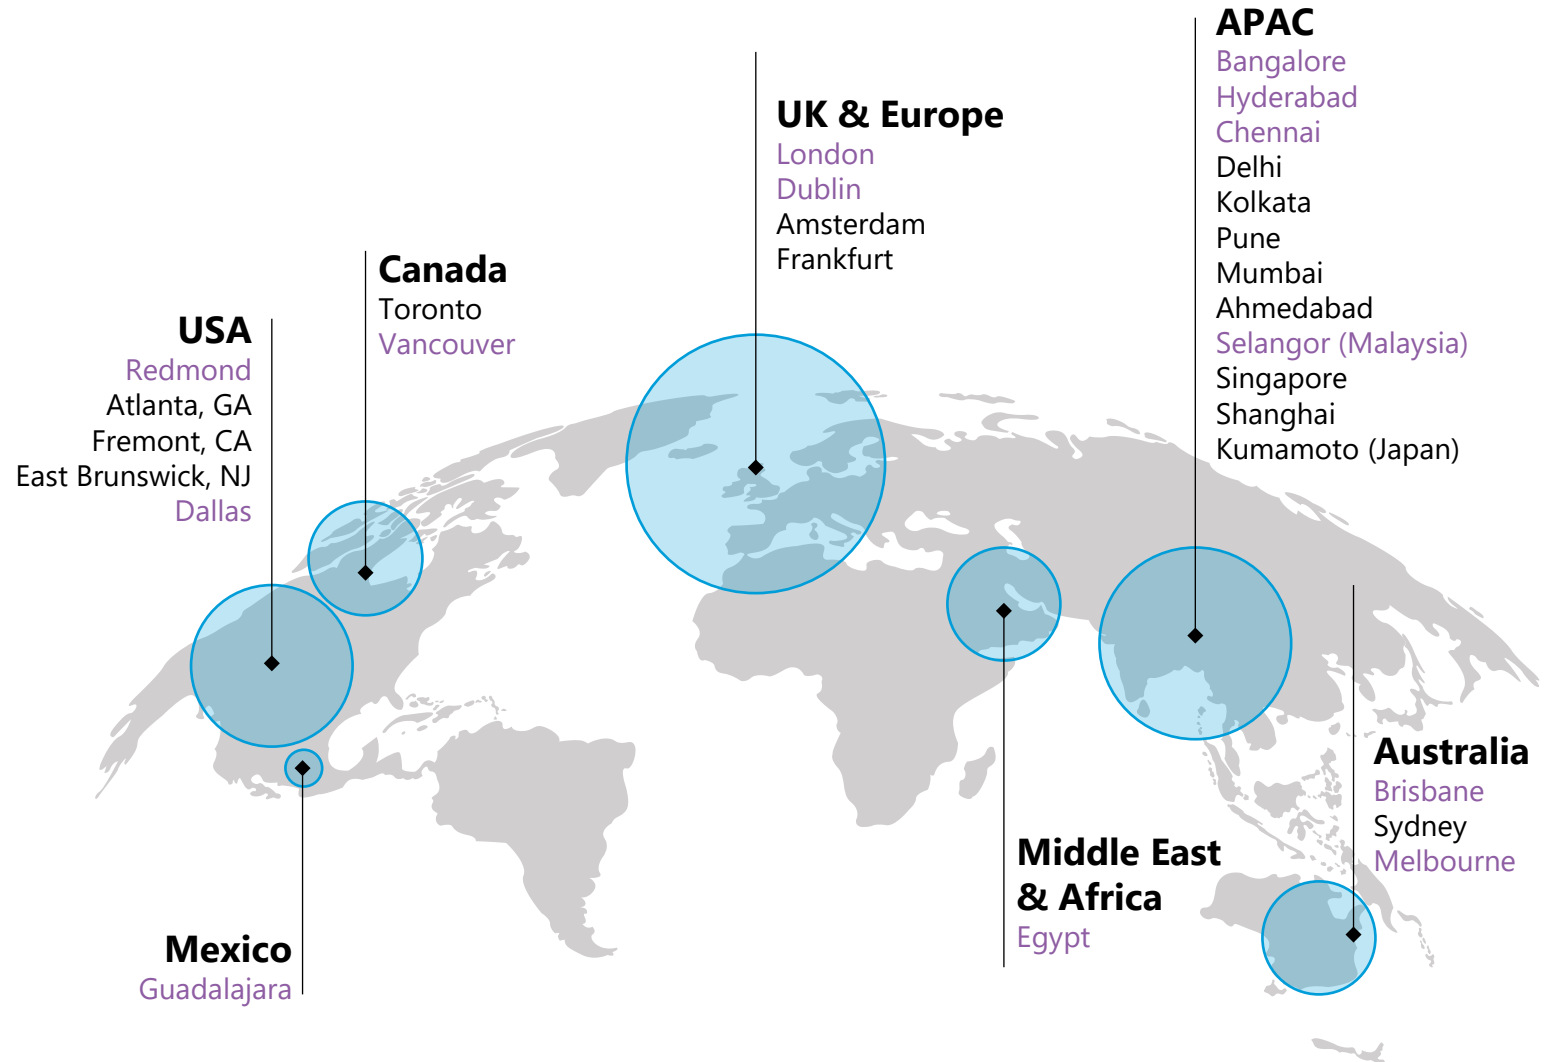 USA
Redmond
Atlanta, GA
Fremont, CA
East Brunswick, NJ
Dallas
Canada
Toronto
Vancouver
UK & Europe
London
Dublin
Amsterdam
Frankfurt
APAC
Bangalore
Hyderabad
Chennai
Delhi
Kolkata
Pune
Mumbai
Ahmedabad
Selangor (Malaysia)
Singapore
Shanghai
Kumamoto (Japan)
Mexico
Guadalajara
Middle East
& Africa
Egypt
Australia
Brisbane
Sydney
Melbourne